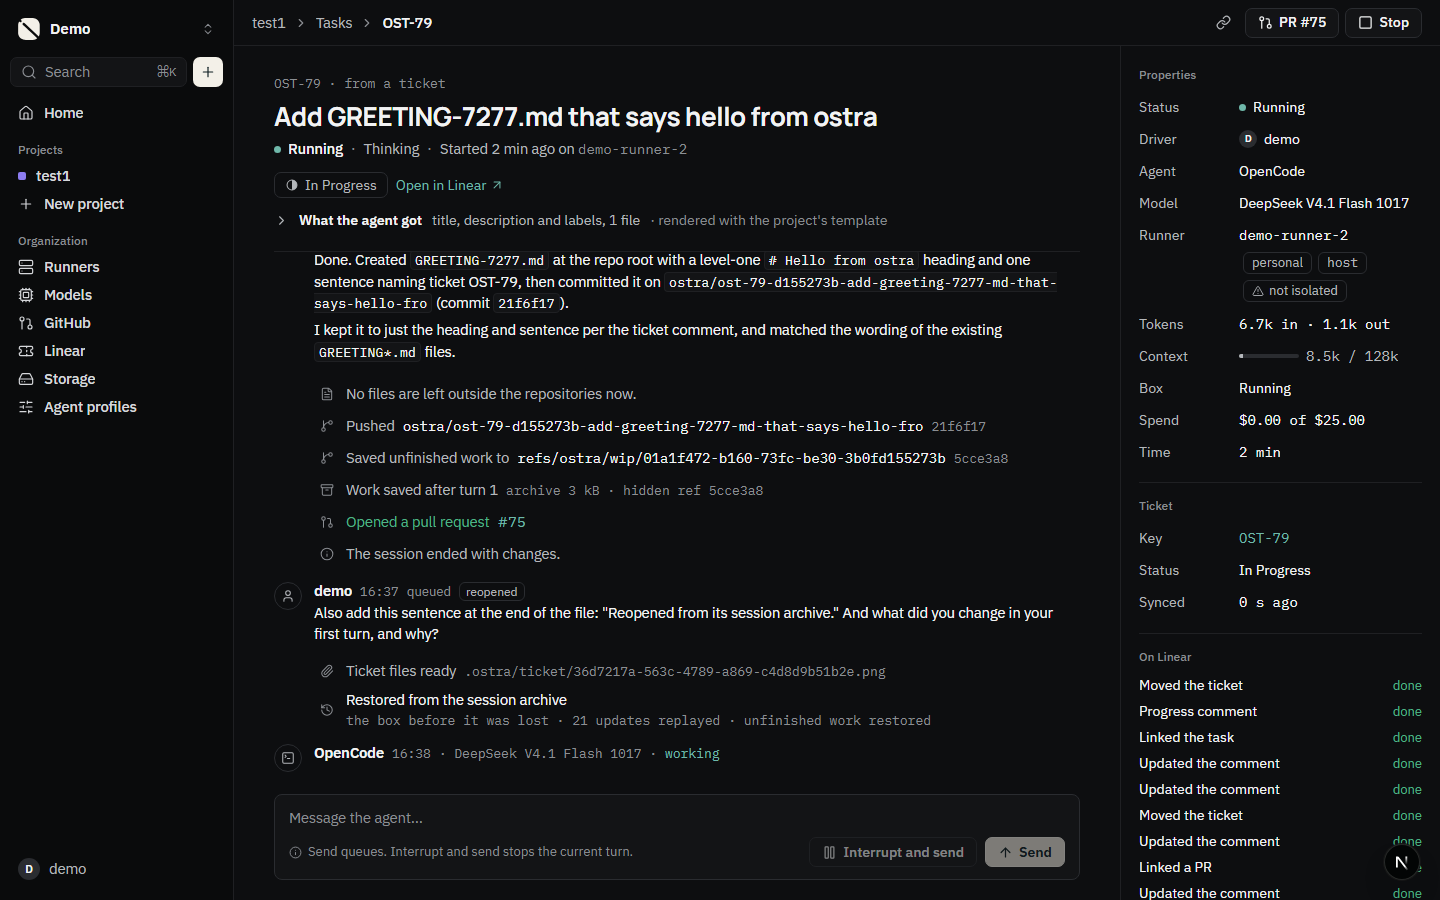 Demo
Search ⌘K
Home
Projects
test1
New project
Organization
Runners
Models
GitHub
Linear
Storage
Agent profiles
D demo
test1 > Tasks > OST-79
PR #75
Stop
OST-79 · from a ticket
Add GREETING-7277.md that says hello from ostra
Running · Thinking · Started 2 min ago on demo-runner-2
In Progress Open in Linear ↗
What the agent got title, description and labels, 1 file · rendered with the project's template
Done. Created GREETING-7277.md at the repo root with a level-one # Hello from ostra heading and one
sentence naming ticket OST-79, then committed it on ostra/ost-79-d155273b-add-greeting-7277-md-that-
says-hello-fro (commit 21f6f17 ).
I kept it to just the heading and sentence per the ticket comment, and matched the wording of the existing
GREETING*.md files.
No files are left outside the repositories now.
Pushed ostra/ost-79-d155273b-add-greeting-7277-md-that-says-hello-fro 21f6f17
Saved unfinished work to refs/ostra/wip/01a1f472-b160-73fc-be30-3b0fd155273b 5cce3a8
Work saved after turn 1 archive 3 kB · hidden ref 5cce3a8
Opened a pull request #75
The session ended with changes.
demo 16:37 queued reopened
Also add this sentence at the end of the file: "Reopened from its session archive." And what did you change in your
first turn, and why?
Ticket files ready .ostra/ticket/36d7217a-563c-4789-a869-c4d8d9b51b2e.png
Restored from the session archive
the box before it was lost · 21 updates replayed · unfinished work restored
OpenCode 16:38 · DeepSeek V4.1 Flash 1017 · working
Message the agent...
Send queues. Interrupt and send stops the current turn.
Interrupt and send
Send
Properties
Status Running
Driver D demo
Agent OpenCode
Model DeepSeek V4.1 Flash 1017
Runner demo-runner-2
personal host
not isolated
Tokens 6.7k in · 1.1k out
Context 8.5k / 128k
Box Running
Spend $0.00 of $25.00
Time 2 min
Ticket
Key OST-79
Status In Progress
Synced 0 s ago
On Linear
Moved the ticket done
Progress comment done
Linked the task done
Updated the comment done
Updated the comment done
Moved the ticket done
Updated the comment done
Linked a PR
N
Updated the comment done